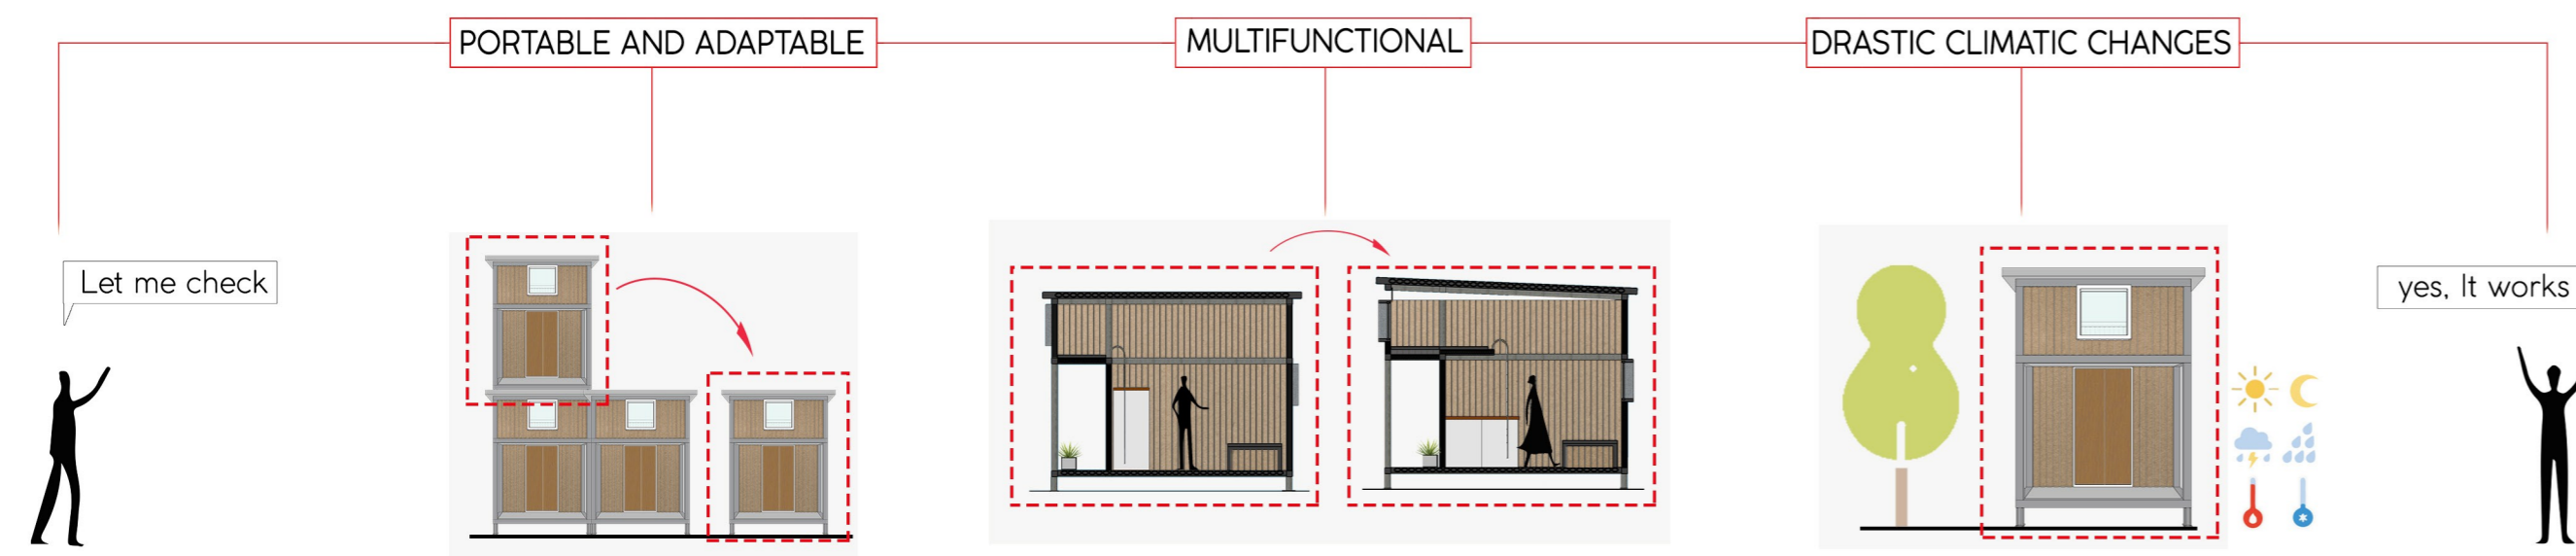 PORTABLE AND ADAPTABLE
MULTIFUNCTIONAL
DRASTIC CLIMATIC CHANGES
Let me check
yes, It works